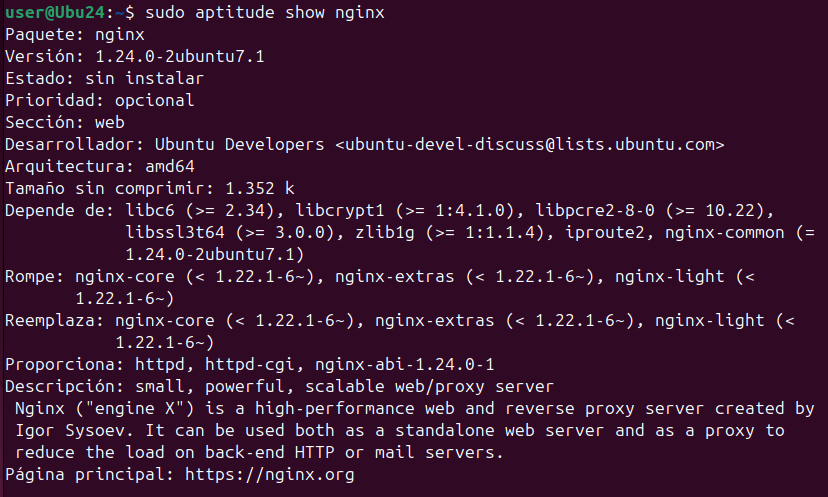 user@Ubu24:~$ sudo aptitude show nginx
Paquete: nginx
Versión: 1.24.0-2ubuntu7.1
Estado: sin instalar
Prioridad: opcional
Sección: web
Desarrollador: Ubuntu Developers <ubuntu-devel-discuss@lists.ubuntu.com>
Arquitectura: amd64
Tamaño sin comprimir: 1.352 k
Depende de: libc6 (>= 2.34), libcrypt1 (>= 1:4.1.0), libpcre2-8-0 (>= 10.22),
libssl3t64 (>= 3.0.0), zlib1g (>= 1:1.1.4), iproute2, nginx-common (=
1.24.0-2ubuntu7.1)
Rompe: nginx-core (< 1.22.1-6~), nginx-extras (< 1.22.1-6~), nginx-light (<
1.22.1-6~)
Reemplaza: nginx-core (< 1.22.1-6~), nginx-extras (< 1.22.1-6~), nginx-light (<
1.22.1-6~)
Proporciona: httpd, httpd-cgi, nginx-abi-1.24.0-1
Descripción: small, powerful, scalable web/proxy server
Nginx ("engine X") is a high-performance web and reverse proxy server created by
Igor Sysoev. It can be used both as a standalone web server and as a proxy to
reduce the load on back-end HTTP or mail servers.
Página principal: https://nginx.org